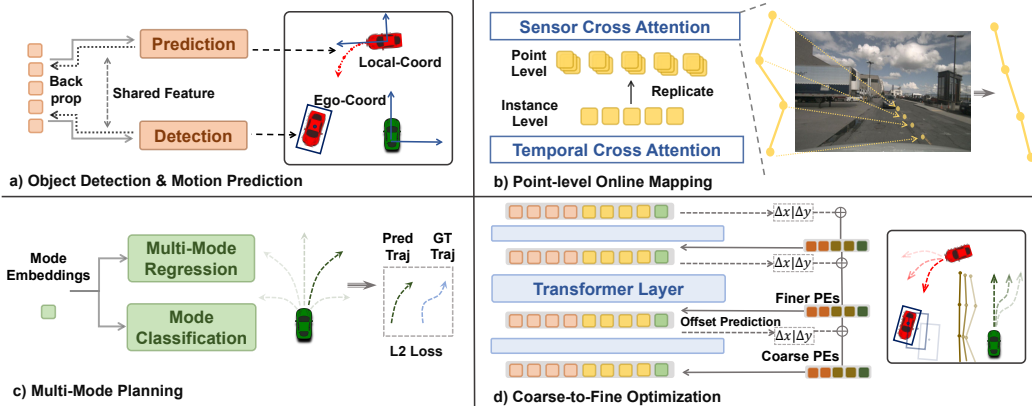 Prediction
Back
prop
Shared Feature
Detection
Local-Coord
Ego-Coord
a) Object Detection & Motion Prediction
Sensor Cross Attention
Point
Level
Replicate
Instance
Level
Temporal Cross Attention
b) Point-level Online Mapping
Mode
Embeddings
Multi-Mode
Regression
Mode
Classification
Pred GT
Traj Traj
L2 Loss
c) Multi-Mode Planning
Δx|Δy
Δx|Δy
Transformer Layer
Finer PEs
Offset Prediction
Δx|Δy
Coarse PEs
d) Coarse-to-Fine Optimization